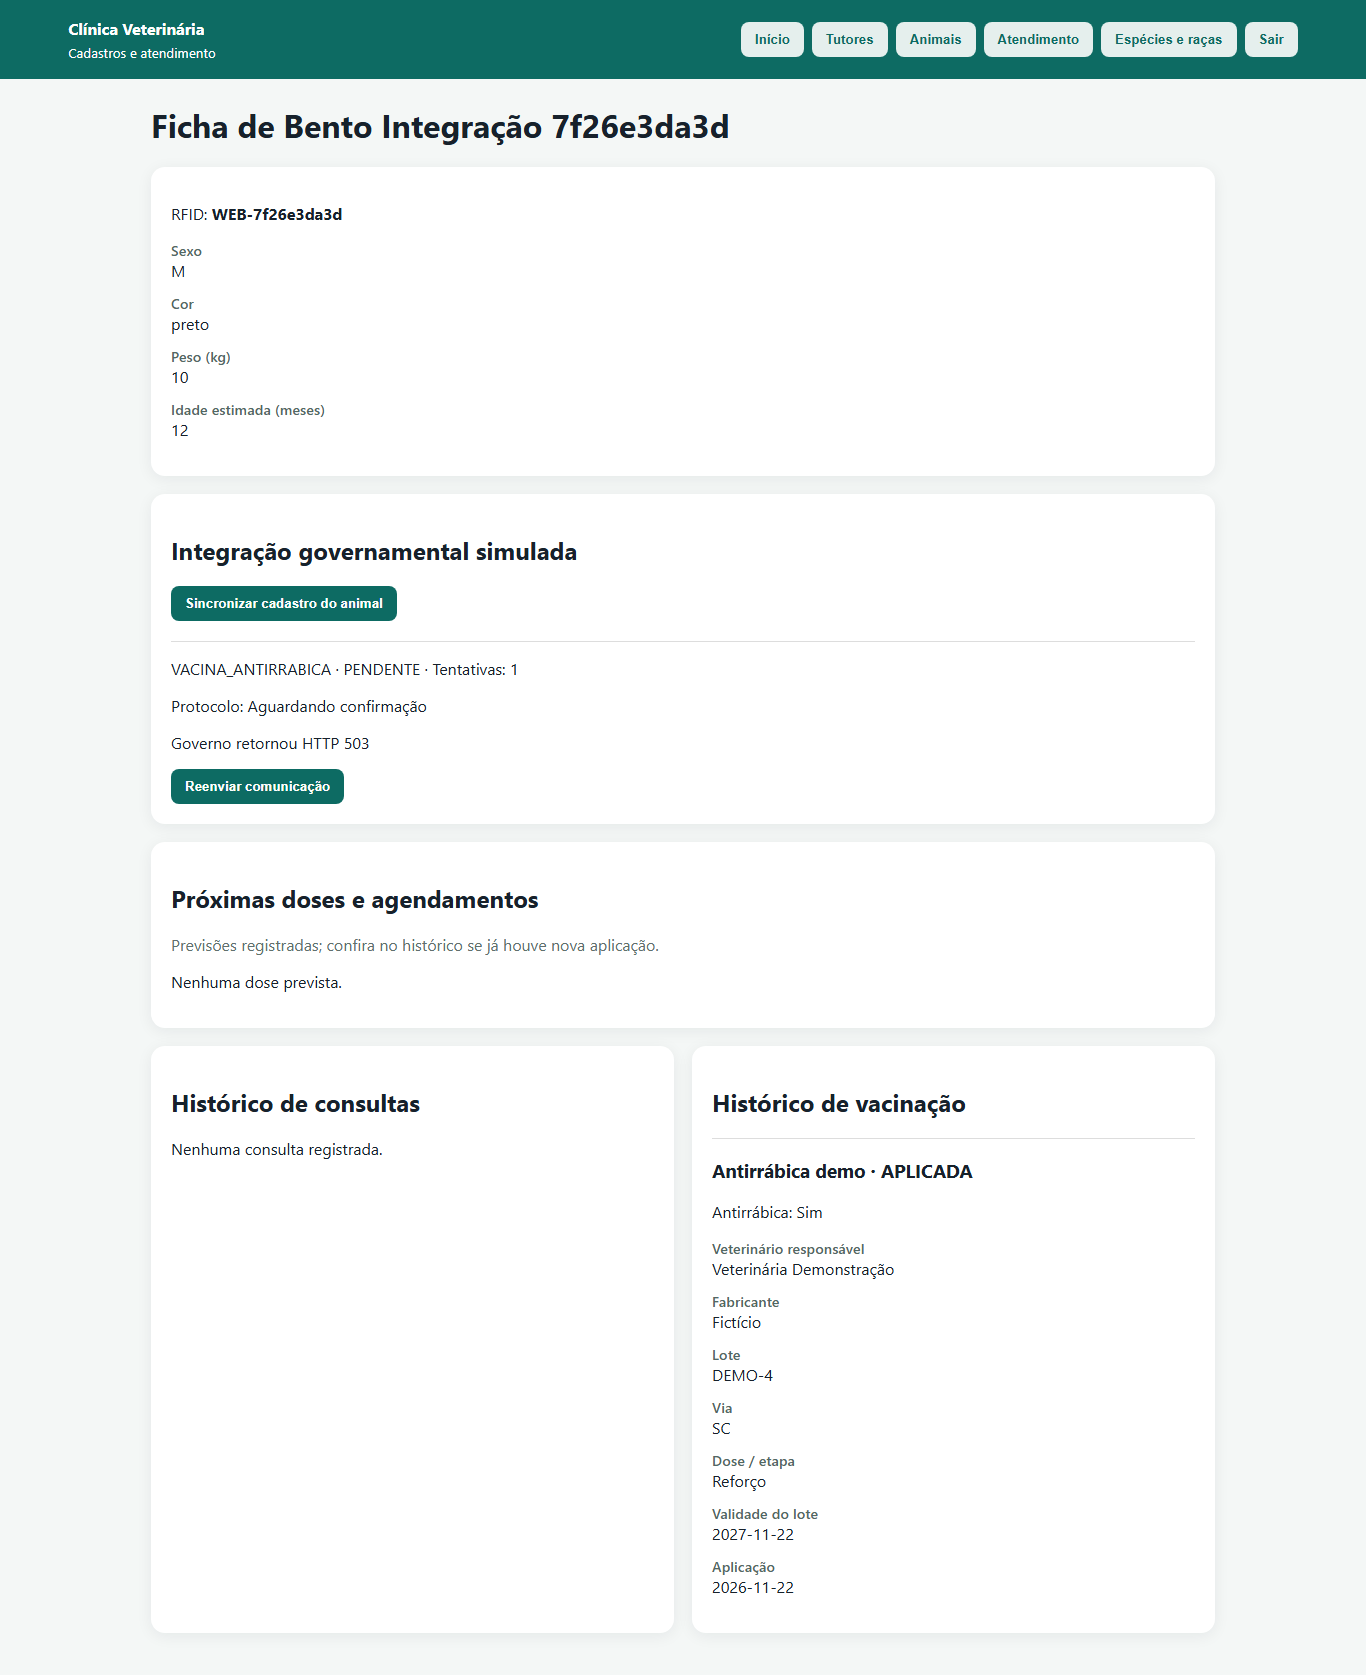 Clínica Veterinária
Cadastros e atendimento
Início
Tutores
Animais
Atendimento
Espécies e raças
Sair
Ficha de Bento Integração 7f26e3da3d
RFID: WEB-7f26e3da3d
Sexo
M
Cor
preto
Peso (kg)
10
Idade estimada (meses)
12
Integração governamental simulada
Sincronizar cadastro do animal
VACINA_ANTIRRABICA · PENDENTE · Tentativas: 1
Protocolo: Aguardando confirmação
Governo retornou HTTP 503
Reenviar comunicação
Próximas doses e agendamentos
Previsões registradas; confira no histórico se já houve nova aplicação.
Nenhuma dose prevista.
Histórico de consultas
Nenhuma consulta registrada.
Histórico de vacinação
Antirrábica demo · APLICADA
Antirrábica: Sim
Veterinário responsável
Veterinária Demonstração
Fabricante
Fictício
Lote
DEMO-4
Via
SC
Dose / etapa
Reforço
Validade do lote
2027-11-22
Aplicação
2026-11-22